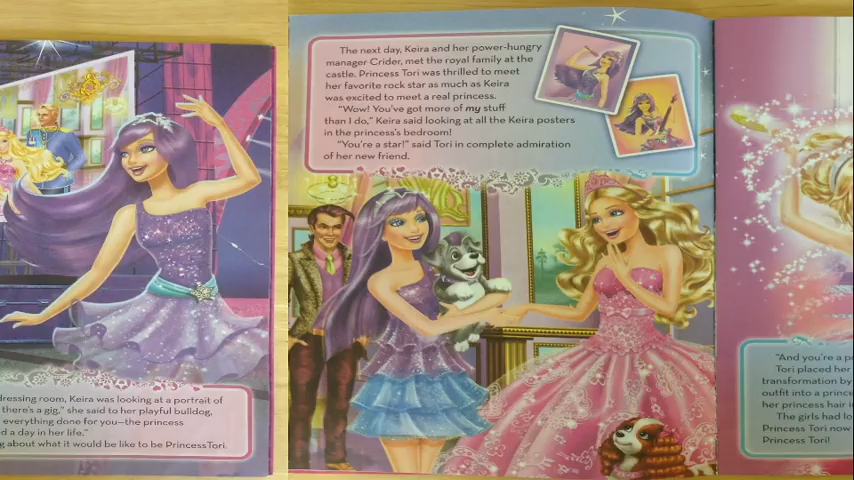 dressing room, Keira was looking at a portrait of
there's a gig," she said to her playful bulldog,
everything done for you—the princess
a day in her life."
about what it would be like to be Princess Tori.
The next day, Keira and her power-hungry
manager Crider, met the royal family at the
castle. Princess Tori was thrilled to meet
her favorite rock star as much as Keira
was excited to meet a real princess.
"Wow! You've got more of my stuff
than I do," Keira said looking at all the Keira posters
in the princess's bedroom!
"You're a star!" said Tori in complete admiration
of her new friend.
"And you're a
Tori placed her
transformation by
outfit into a
her princess hair
The girls had
Princess Tori now
Princess Tori!